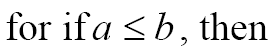 for if a ≤ b, then